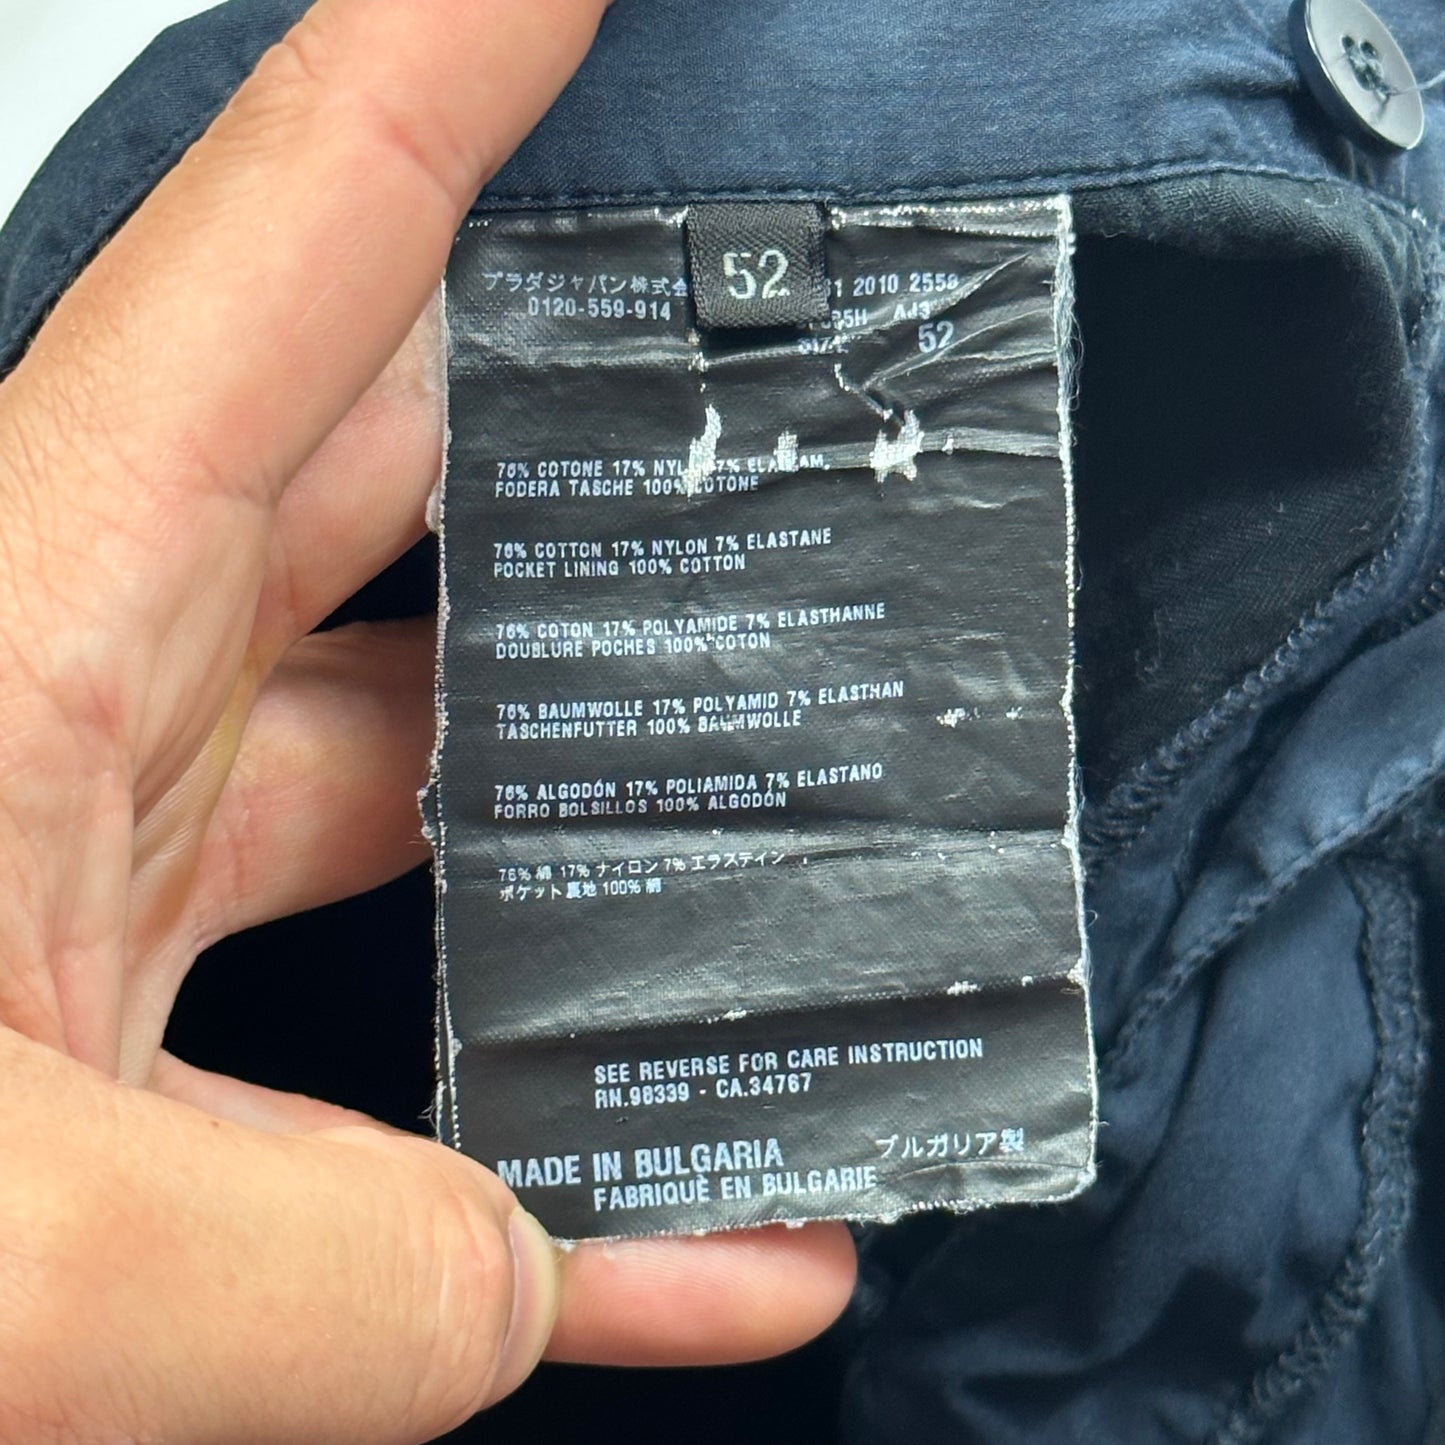 52
プラダジャパン株式会
0120-559-914
1 2010 2558
AJ3
52
76% COTONE 17% 7%
FODERA TASCHE 100% COTONE
76% COTTON 17% NYLON 7% ELASTANE
POCKET LINING 100% COTTON
76% COTON 17% POLYAMIDE 7% ELASTHANNE
DOUBLURE POCHES 100% COTON
76% BAUMWOLLE 17% POLYAMID 7% ELASTHAN
TASCHENFUTTER 100% BAUMWOLLE
76% ALGODÓN 17% POLIAMIDA 7% ELASTANO
FORRO BOLSILLOS 100% ALGODÓN
76% 綿 17% ナイロン 7% エラステイン
ポケット裏地 100% 綿
SEE REVERSE FOR CARE INSTRUCTION
RN.98339 - CA.34767
MADE IN BULGARIA ブルガリア製
FABRIQUÈ EN BULGARIE